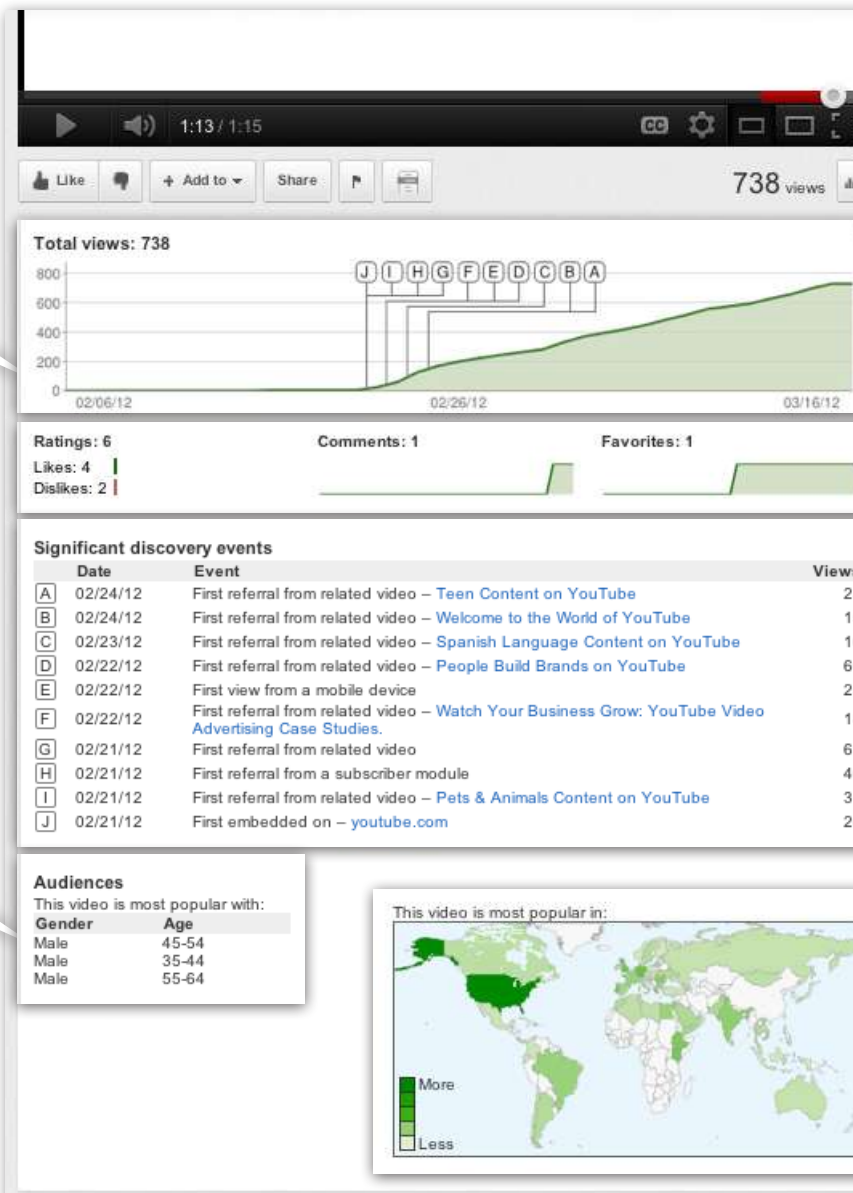 1:13 / 1:15
CC
Like
+ Add to
Share
738 views
Total views: 738
J I H G F E D C B A
800
600
400
200
0
02/06/12 02/26/12 03/16/12
Ratings: 6 Comments: 1 Favorites: 1
Likes: 4
Dislikes: 2
Significant discovery events
Date Event Views
A 02/24/12 First referral from related video – Teen Content on YouTube 2
B 02/24/12 First referral from related video – Welcome to the World of YouTube 1
C 02/23/12 First referral from related video – Spanish Language Content on YouTube 1
D 02/22/12 First referral from related video – People Build Brands on YouTube 6
E 02/22/12 First view from a mobile device 2
F 02/22/12 First referral from related video – Watch Your Business Grow: YouTube Video 1
Advertising Case Studies.
G 02/21/12 First referral from related video 6
H 02/21/12 First referral from a subscriber module 4
I 02/21/12 First referral from related video – Pets & Animals Content on YouTube 3
J 02/21/12 First embedded on – youtube.com 2
Audiences
This video is most popular with:
Gender Age
Male 45-54
Male 35-44
Male 55-64
This video is most popular in:
More
Less